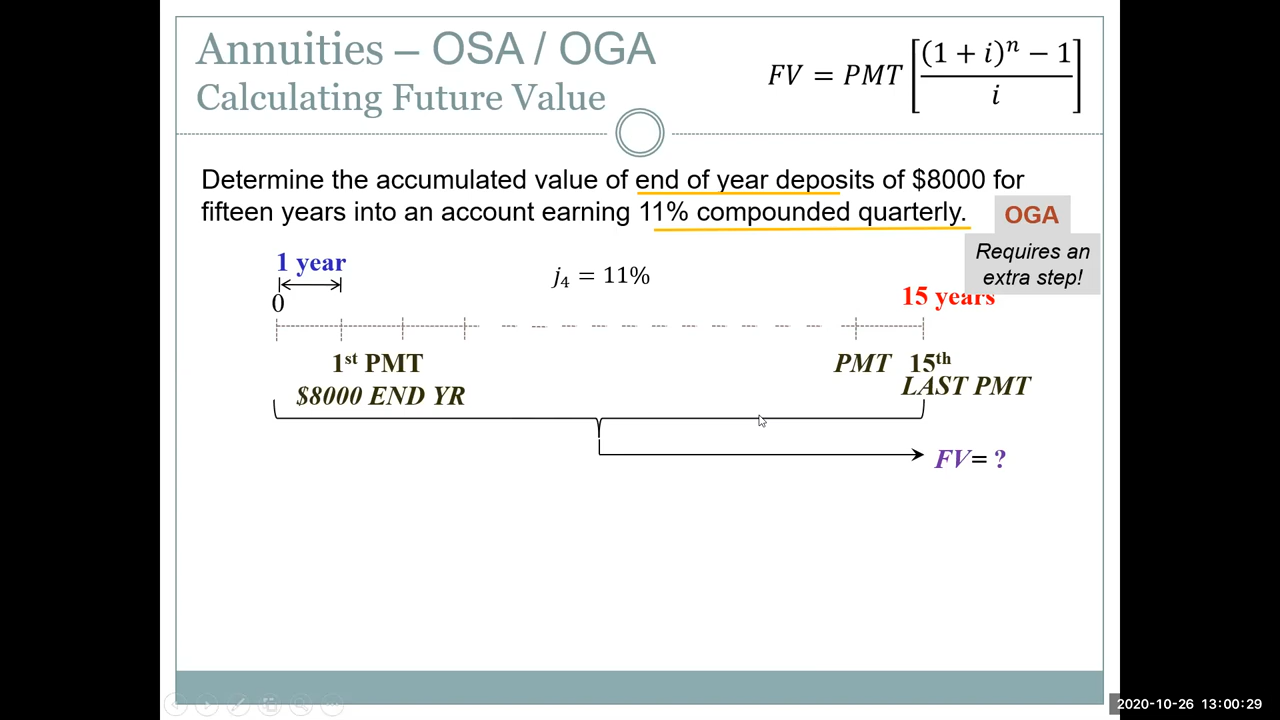 Annuities – OSA / OGA
Calculating Future Value
FV = PMT [((1 + i)ⁿ − 1) / i]
Determine the accumulated value of end of year deposits of $8000 for
fifteen years into an account earning 11% compounded quarterly.
OGA
Requires an
extra step!
1 year
j₄ = 11%
0
15 years
1st PMT
PMT 15th
$8000 END YR
LAST PMT
FV= ?
2020-10-26 13:00:29